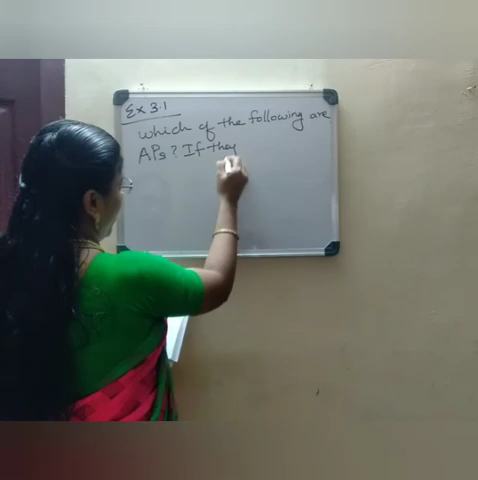 Ex 3.1
Which of the following are
APs? If they